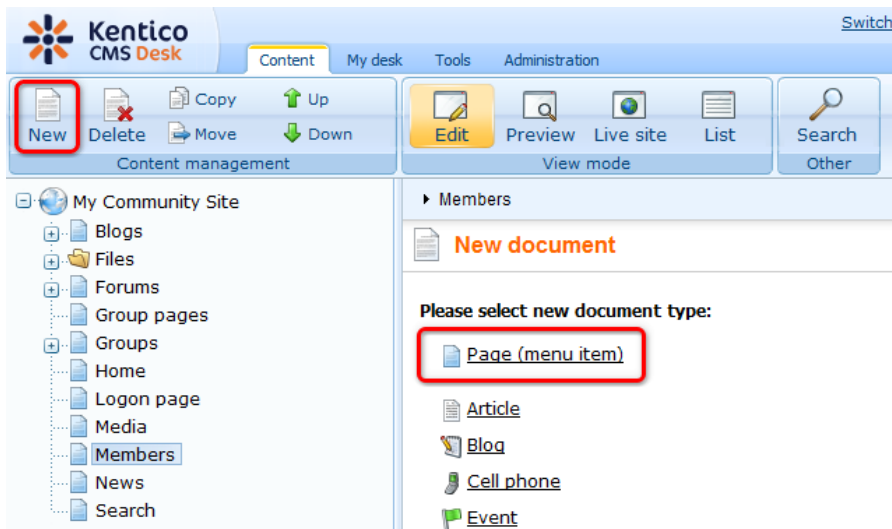 Kentico
CMS Desk
Switch
Content My desk Tools Administration
New Delete Copy Move Up Down
Content management
Edit Preview Live site List
View mode
Search
Other
My Community Site
Blogs
Files
Forums
Group pages
Groups
Home
Logon page
Media
Members
News
Search
Members
New document
Please select new document type:
Page (menu item)
Article
Blog
Cell phone
Event